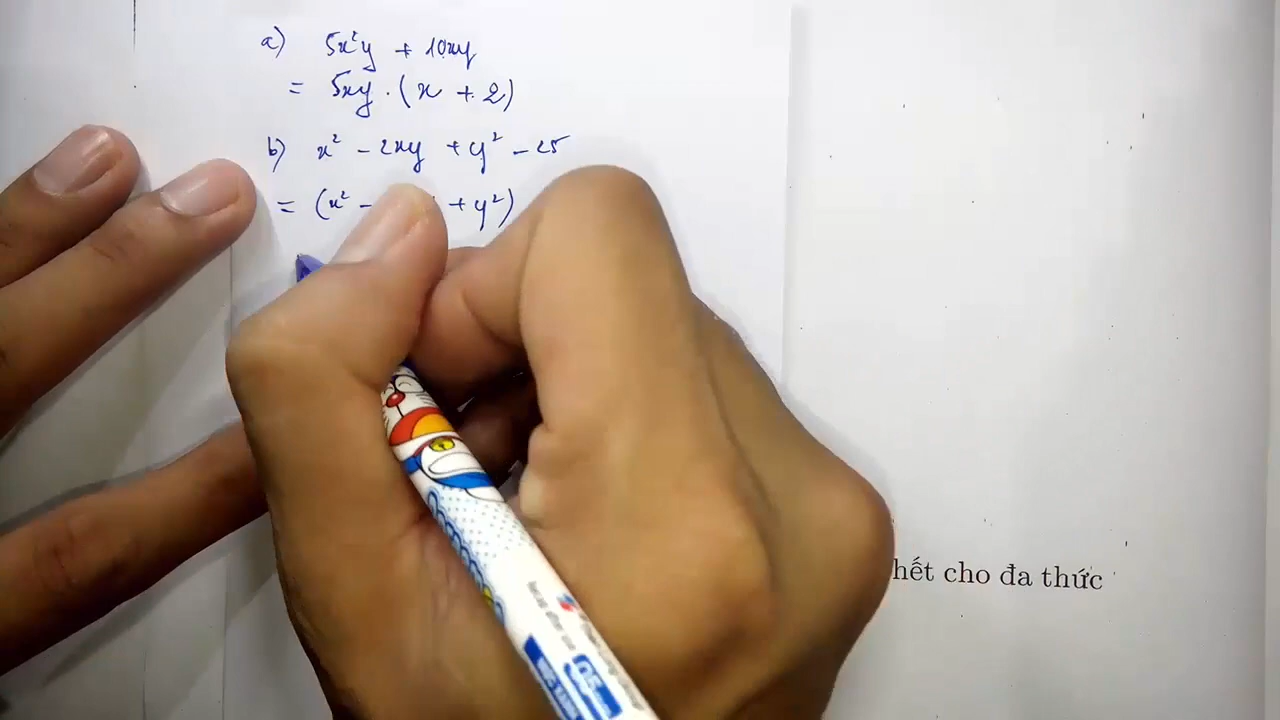 a) 5x²y + 10xy
= 5xy . (x + 2)
b) x² - 2xy + y² - 25
= (x² - + y²)
hết cho đa thức